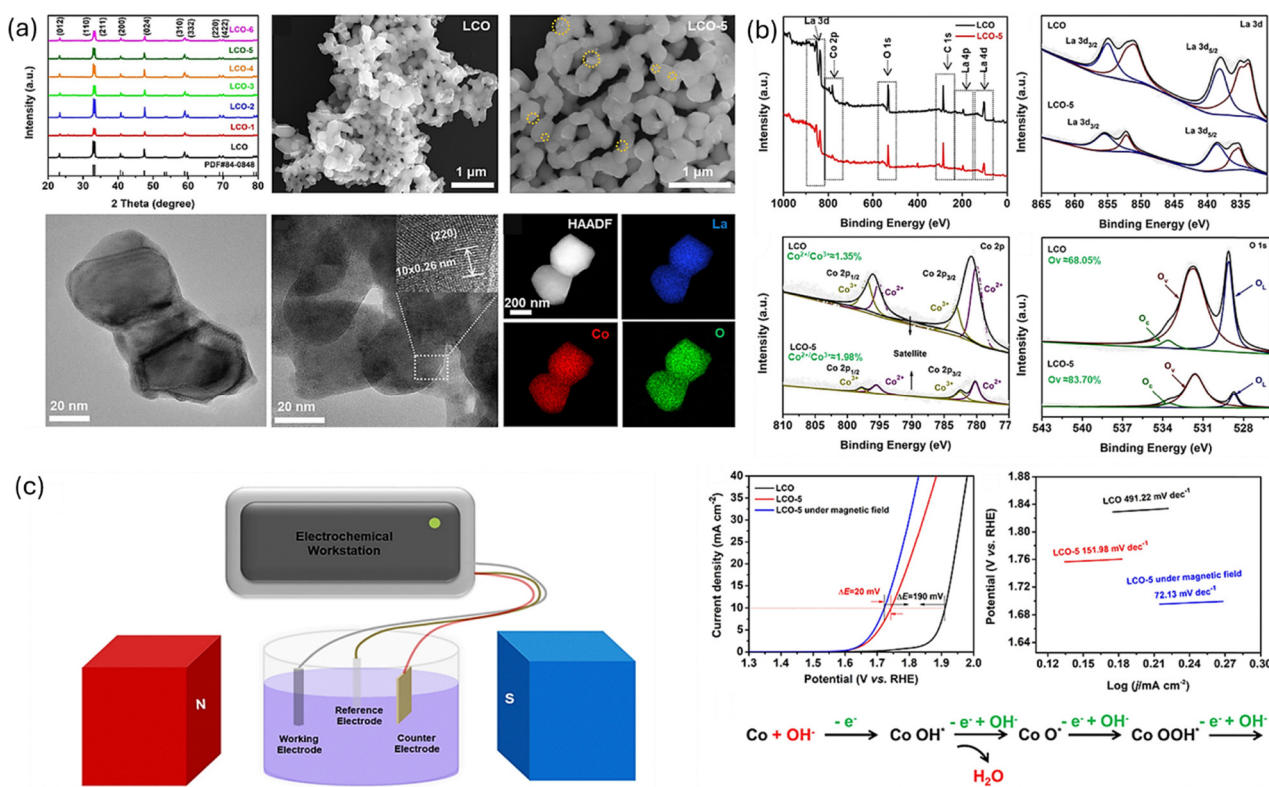 (a)
LCO-6
LCO-5
LCO-4
LCO-3
LCO-2
LCO-1
LCO
PDF#84-0848
(012)
(110)
(211)
(200)
(024)
(310)
(332)
(220)
(422)
Intensity (a.u.)
20 30 40 50 60 70 80
2 Theta (degree)
LCO
1 μm
LCO-5
1 μm
20 nm
(220)
10x0.26 nm
20 nm
HAADF
200 nm
La
Co
O
(b)
La 3d
Co 2p
O 1s
C 1s
La 4p
La 4d
LCO
LCO-5
Intensity (a.u.)
1000 800 600 400 200 0
Binding Energy (eV)
LCO
La 3d
La 3d3/2
La 3d5/2
LCO-5
La 3d3/2
La 3d5/2
Intensity (a.u.)
865 860 855 850 845 840 835
Binding Energy (eV)
LCO
Co 2p
Co2+/Co3+≈1.35%
Co 2p1/2
Co 2p3/2
Co3+
Co2+
Co3+
Co2+
Satellite
LCO-5
Co2+/Co3+≈1.98%
Co 2p1/2
Co 2p3/2
Co3+
Co2+
Co3+
Co2+
Intensity (a.u.)
810 805 800 795 790 785 780 77
Binding Energy (eV)
LCO
O 1s
Ov≈68.05%
Ov
OL
Oc
LCO-5
Ov≈83.70%
Ov
OL
Oc
Intensity (a.u.)
543 540 537 534 531 528 525
Binding Energy (eV)
(c)
Electrochemical
Workstation
N
S
Working
Electrode
Reference
Electrode
Counter
Electrode
LCO
LCO-5
LCO-5 under magnetic field
ΔE=20 mV
ΔE=190 mV
Current density (mA cm-2)
40
35
30
25
20
15
10
5
0
1.3 1.4 1.5 1.6 1.7 1.8 1.9 2.0
Potential (V vs. RHE)
LCO 491.22 mV dec-1
LCO-5 151.98 mV dec-1
LCO-5 under magnetic field
72.13 mV dec-1
Potential (V vs. RHE)
1.84
1.80
1.76
1.72
1.68
1.64
0.12 0.15 0.18 0.21 0.24 0.27 0.30
Log (j/mA cm-2)
- e- - e- + OH- - e- + OH- - e- + OH-
Co + OH- Co OH* Co O* Co OOH*
H2O